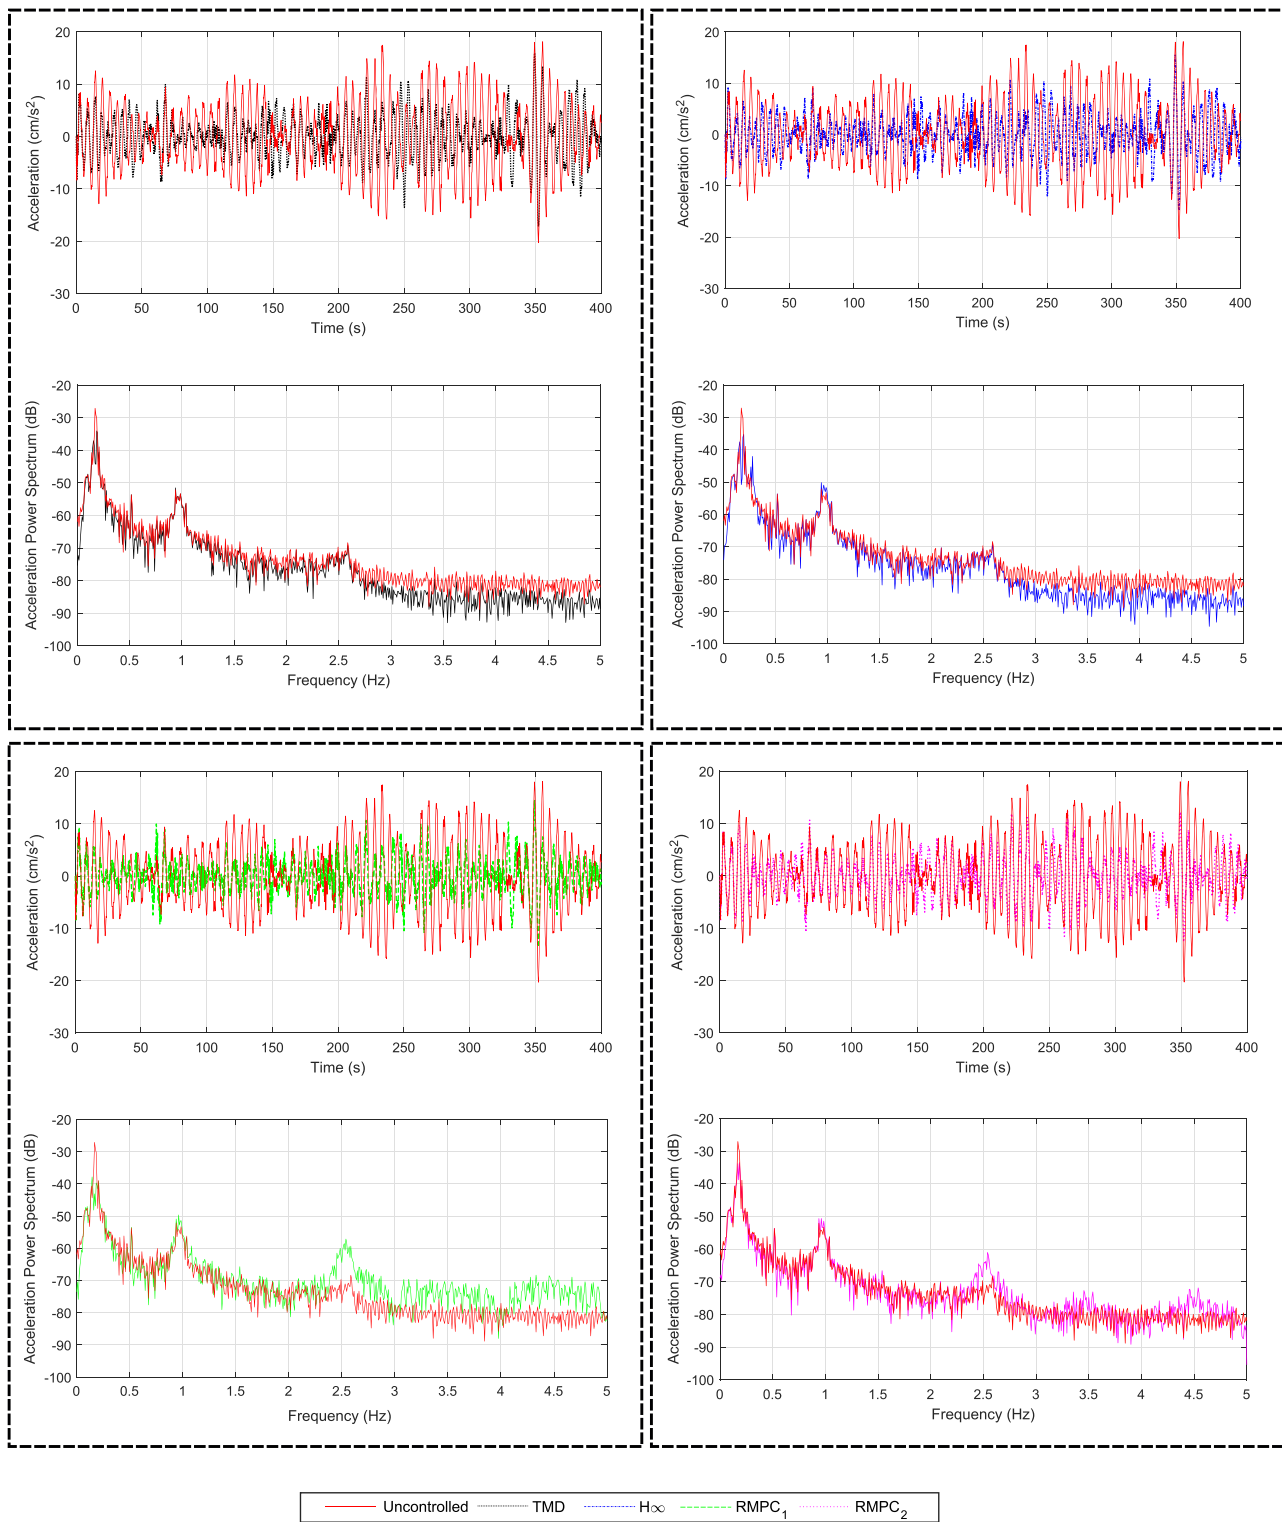 20
10
0
-10
-20
-30
Acceleration (cm/s2)
0 50 100 150 200 250 300 350 400
Time (s)
20
10
0
-10
-20
-30
Acceleration (cm/s2)
0 50 100 150 200 250 300 350 400
Time (s)
-20
-30
-40
-50
-60
-70
-80
-90
-100
Acceleration Power Spectrum (dB)
0 0.5 1 1.5 2 2.5 3 3.5 4 4.5 5
Frequency (Hz)
-20
-30
-40
-50
-60
-70
-80
-90
-100
Acceleration Power Spectrum (dB)
0 0.5 1 1.5 2 2.5 3 3.5 4 4.5 5
Frequency (Hz)
20
10
0
-10
-20
-30
Acceleration (cm/s2)
0 50 100 150 200 250 300 350 400
Time (s)
20
10
0
-10
-20
-30
Acceleration (cm/s2)
0 50 100 150 200 250 300 350 400
Time (s)
-20
-30
-40
-50
-60
-70
-80
-90
-100
Acceleration Power Spectrum (dB)
0 0.5 1 1.5 2 2.5 3 3.5 4 4.5 5
Frequency (Hz)
-20
-30
-40
-50
-60
-70
-80
-90
-100
Acceleration Power Spectrum (dB)
0 0.5 1 1.5 2 2.5 3 3.5 4 4.5 5
Frequency (Hz)
Uncontrolled TMD H∞ RMPC1 RMPC2